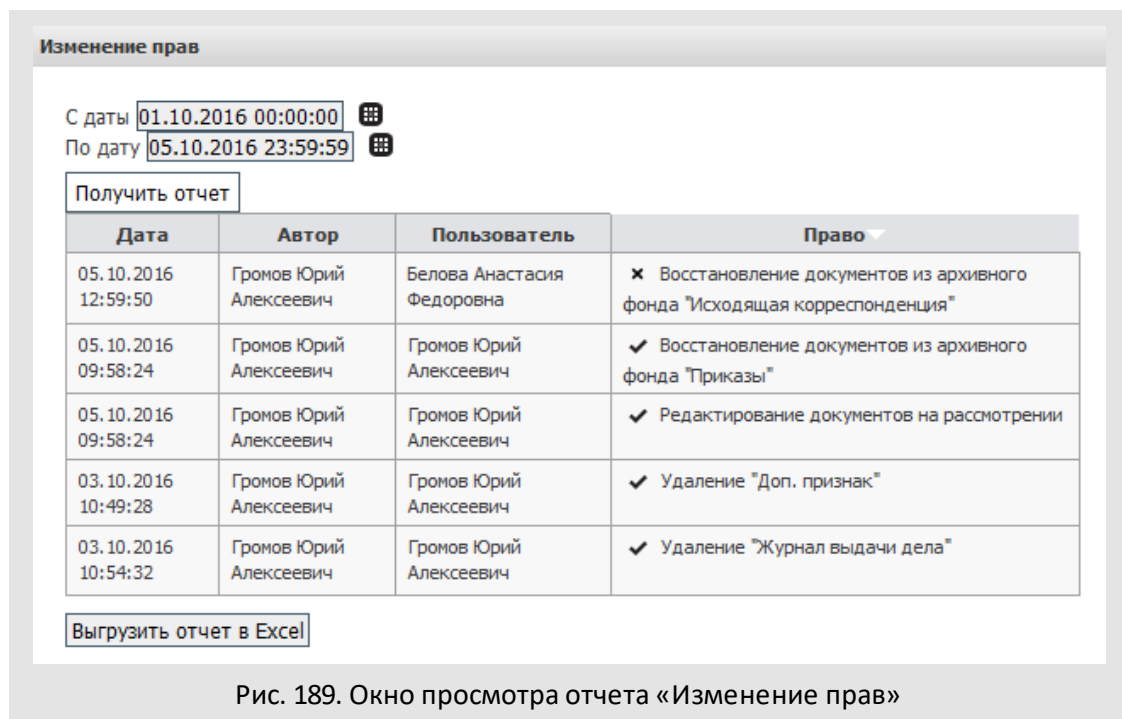 Изменение прав
С даты 01.10.2016 00:00:00
По дату 05.10.2016 23:59:59
Получить отчет
Дата Автор Пользователь Право
05.10.2016 Громов Юрий Белова Анастасия ✗ Восстановление документов из архивного
12:59:50 Алексеевич Федоровна фонда "Исходящая корреспонденция"
05.10.2016 Громов Юрий Громов Юрий ✓ Восстановление документов из архивного
09:58:24 Алексеевич Алексеевич фонда "Приказы"
05.10.2016 Громов Юрий Громов Юрий ✓ Редактирование документов на рассмотрении
09:58:24 Алексеевич Алексеевич
03.10.2016 Громов Юрий Громов Юрий ✓ Удаление "Доп. признак"
10:49:28 Алексеевич Алексеевич
03.10.2016 Громов Юрий Громов Юрий ✓ Удаление "Журнал выдачи дела"
10:54:32 Алексеевич Алексеевич
Выгрузить отчет в Excel
Рис. 189. Окно просмотра отчета «Изменение прав»